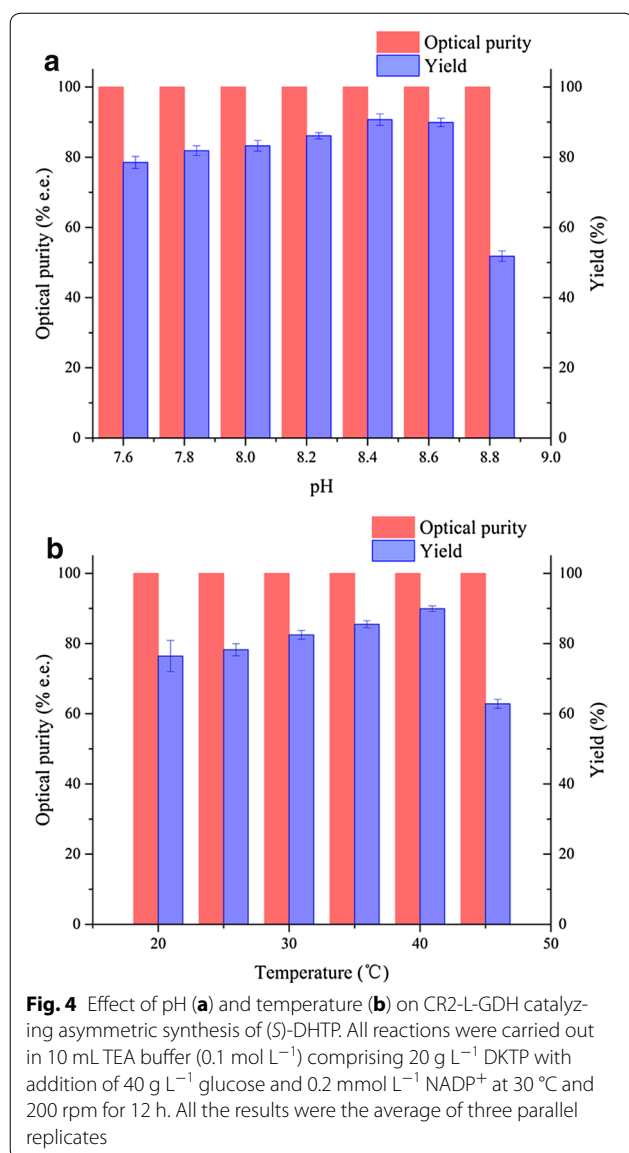 a
Optical purity
Yield
100 100
80 80
60 60
40 40
20 20
0 0
Optical purity (% e.e.)
Yield (%)
7.6 7.8 8.0 8.2 8.4 8.6 8.8 9.0
pH
b
Optical purity
Yield
100 100
80 80
60 60
40 40
20 20
0 0
Optical purity (% e.e.)
Yield (%)
20 30 40 50
Temperature (℃)
Fig. 4 Effect of pH (a) and temperature (b) on CR2-L-GDH catalyz-
ing asymmetric synthesis of (S)-DHTP. All reactions were carried out
in 10 mL TEA buffer (0.1 mol L⁻¹) comprising 20 g L⁻¹ DKTP with
addition of 40 g L⁻¹ glucose and 0.2 mmol L⁻¹ NADP⁺ at 30 °C and
200 rpm for 12 h. All the results were the average of three parallel
replicates